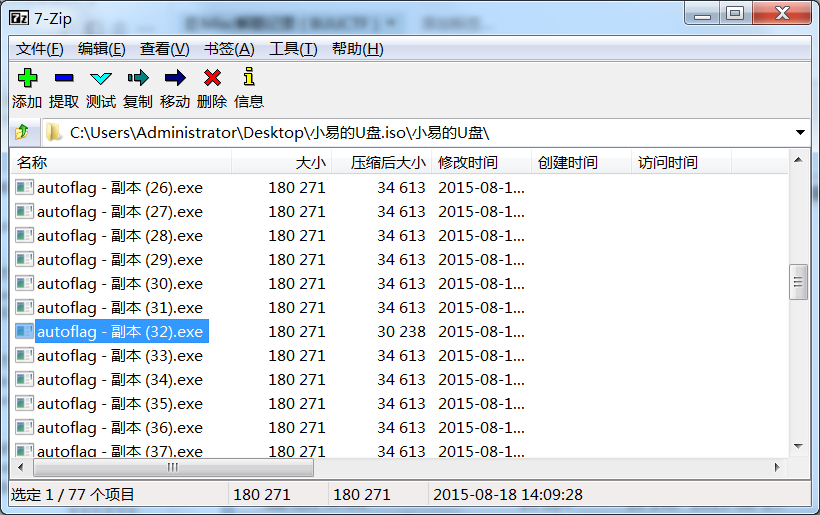 7-Zip
文件(F) 编辑(E) 查看(V) 书签(A) 工具(T) 帮助(H)
添加 提取 测试 复制 移动 删除 信息
C:\Users\Administrator\Desktop\小易的U盘.iso\小易的U盘\
名称 大小 压缩后大小 修改时间 创建时间 访问时间
autoflag - 副本 (26).exe 180 271 34 613 2015-08-1...
autoflag - 副本 (27).exe 180 271 34 613 2015-08-1...
autoflag - 副本 (28).exe 180 271 34 613 2015-08-1...
autoflag - 副本 (29).exe 180 271 34 613 2015-08-1...
autoflag - 副本 (30).exe 180 271 34 613 2015-08-1...
autoflag - 副本 (31).exe 180 271 34 613 2015-08-1...
autoflag - 副本 (32).exe 180 271 30 238 2015-08-1...
autoflag - 副本 (33).exe 180 271 34 613 2015-08-1...
autoflag - 副本 (34).exe 180 271 34 613 2015-08-1...
autoflag - 副本 (35).exe 180 271 34 613 2015-08-1...
autoflag - 副本 (36).exe 180 271 34 613 2015-08-1...
autoflag - 副本 (37).exe 180 271 34 613 2015-08-1...
选定 1 / 77 个项目 180 271 180 271 2015-08-18 14:09:28